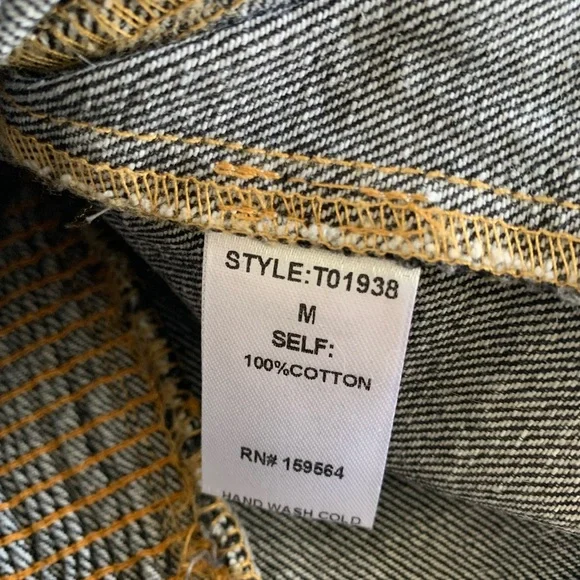 STYLE:T01938
M
SELF:
100%COTTON
RN# 159564
HAND WASH COLD